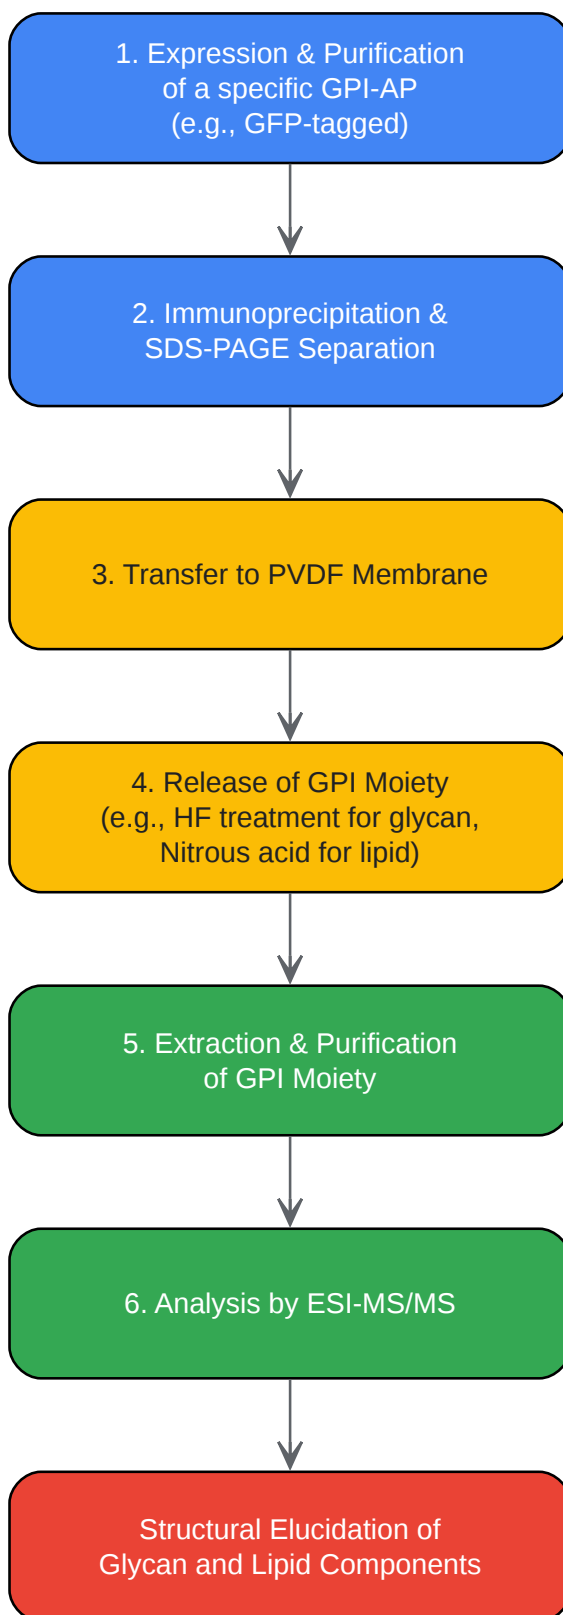 1. Expression & Purification
of a specific GPI-AP
(e.g., GFP-tagged)
2. Immunoprecipitation &
SDS-PAGE Separation
3. Transfer to PVDF Membrane
4. Release of GPI Moiety
(e.g., HF treatment for glycan,
Nitrous acid for lipid)
5. Extraction & Purification
of GPI Moiety
6. Analysis by ESI-MS/MS
Structural Elucidation of
Glycan and Lipid Components